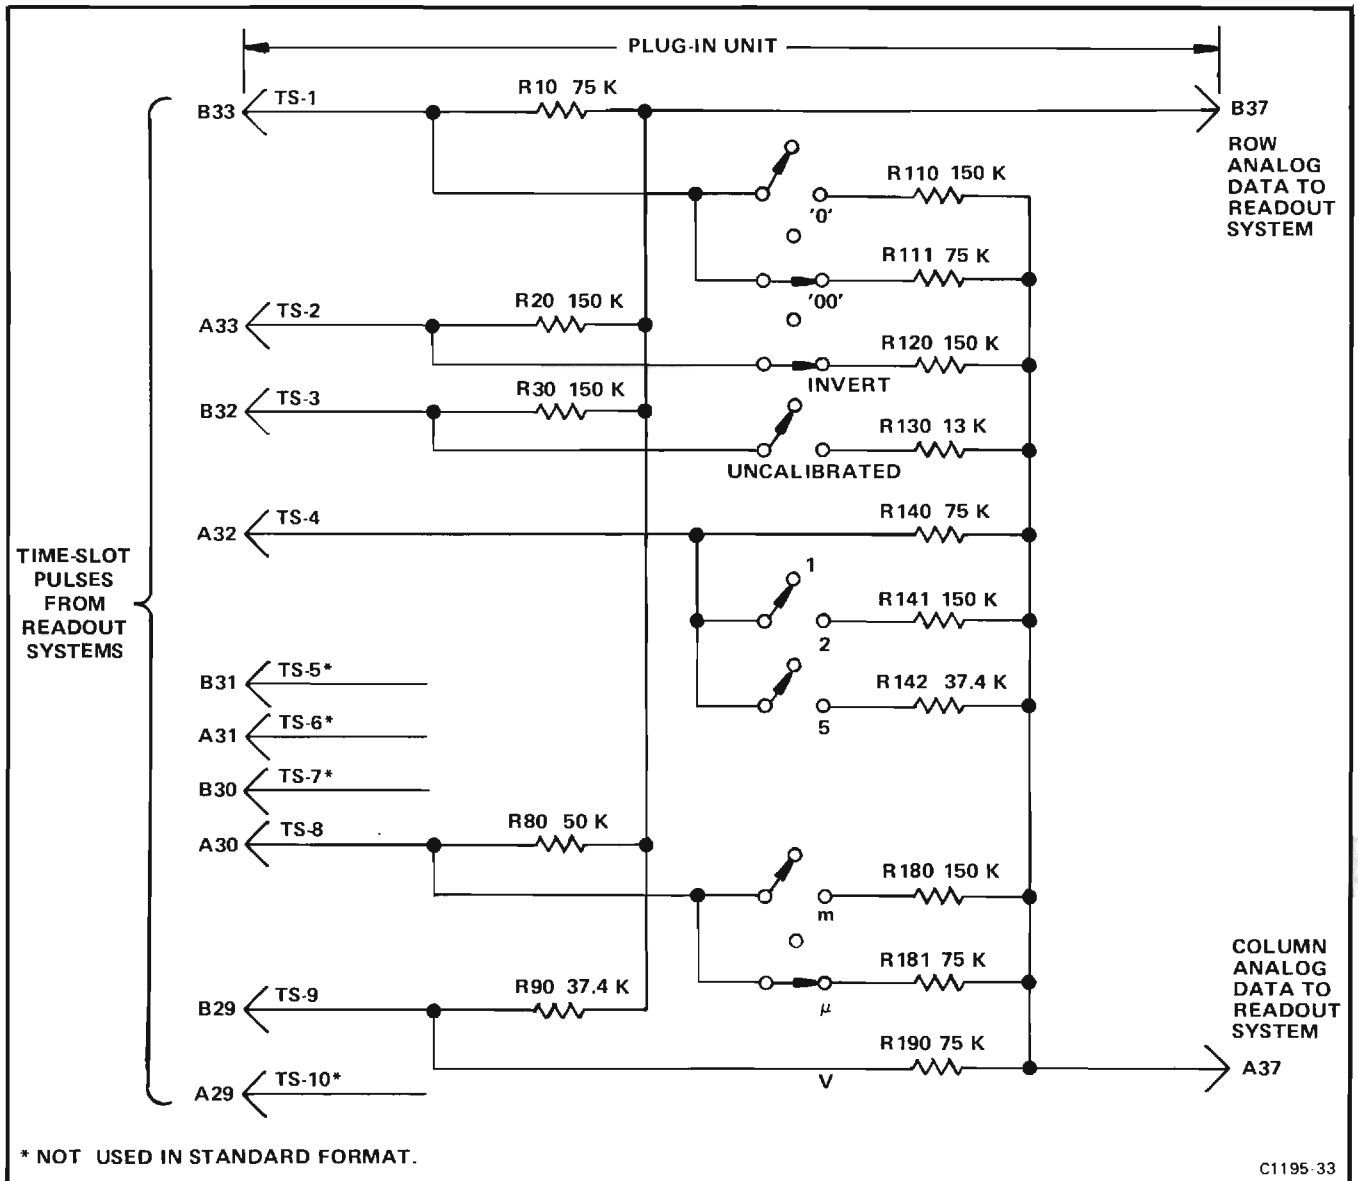 PLUG-IN UNIT
R10 75 K
B33
TS-1
B37
ROW
ANALOG
DATA TO
READOUT
SYSTEM
R110 150 K
'0'
R111 75 K
'00'
A33
TS-2
R20 150 K
R120 150 K
INVERT
B32
TS-3
R30 150 K
R130 13 K
UNCALIBRATED
A32
TS-4
R140 75 K
1
R141 150 K
2
R142 37.4 K
5
TIME-SLOT
PULSES
FROM
READOUT
SYSTEMS
B31
TS-5*
A31
TS-6*
B30
TS-7*
A30
TS-8
R80 50 K
R180 150 K
m
R181 75 K
μ
B29
TS-9
R90 37.4 K
R190 75 K
V
COLUMN
ANALOG
DATA TO
READOUT
SYSTEM
A37
A29
TS-10*
* NOT USED IN STANDARD FORMAT.
C1195-33